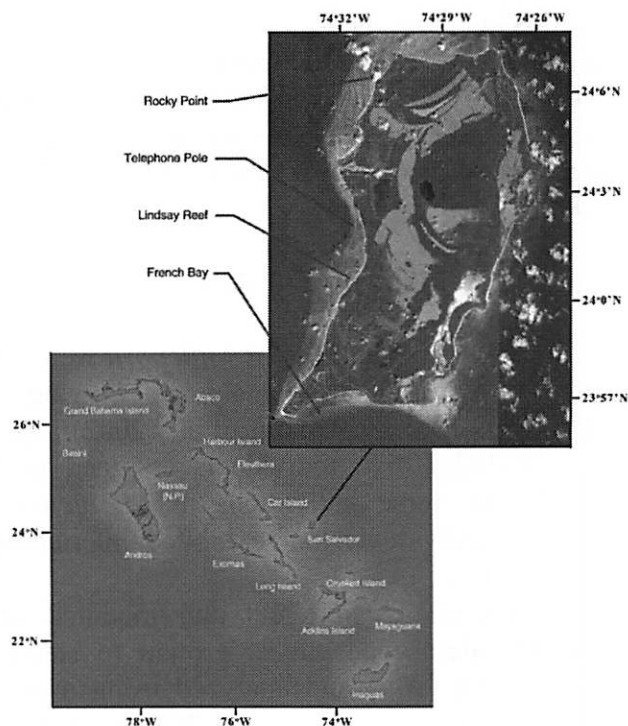 74°32'W 74°29'W 74°26'W
Rocky Point
24°6'N
Telephone Pole
24°3'N
Lindsay Reef
French Bay
24°0'N
23°57'N
26°N
Grand Bahama Island
Abaco
Bimini
Harbour Island
Eleuthera
Nassau
(N.P.)
Cat Island
24°N
San Salvador
Andros
Exumas
Long Island
Crooked Island
Acklins Island
Mayaguana
22°N
Inaguas
78°W 76°W 75°W 72°W